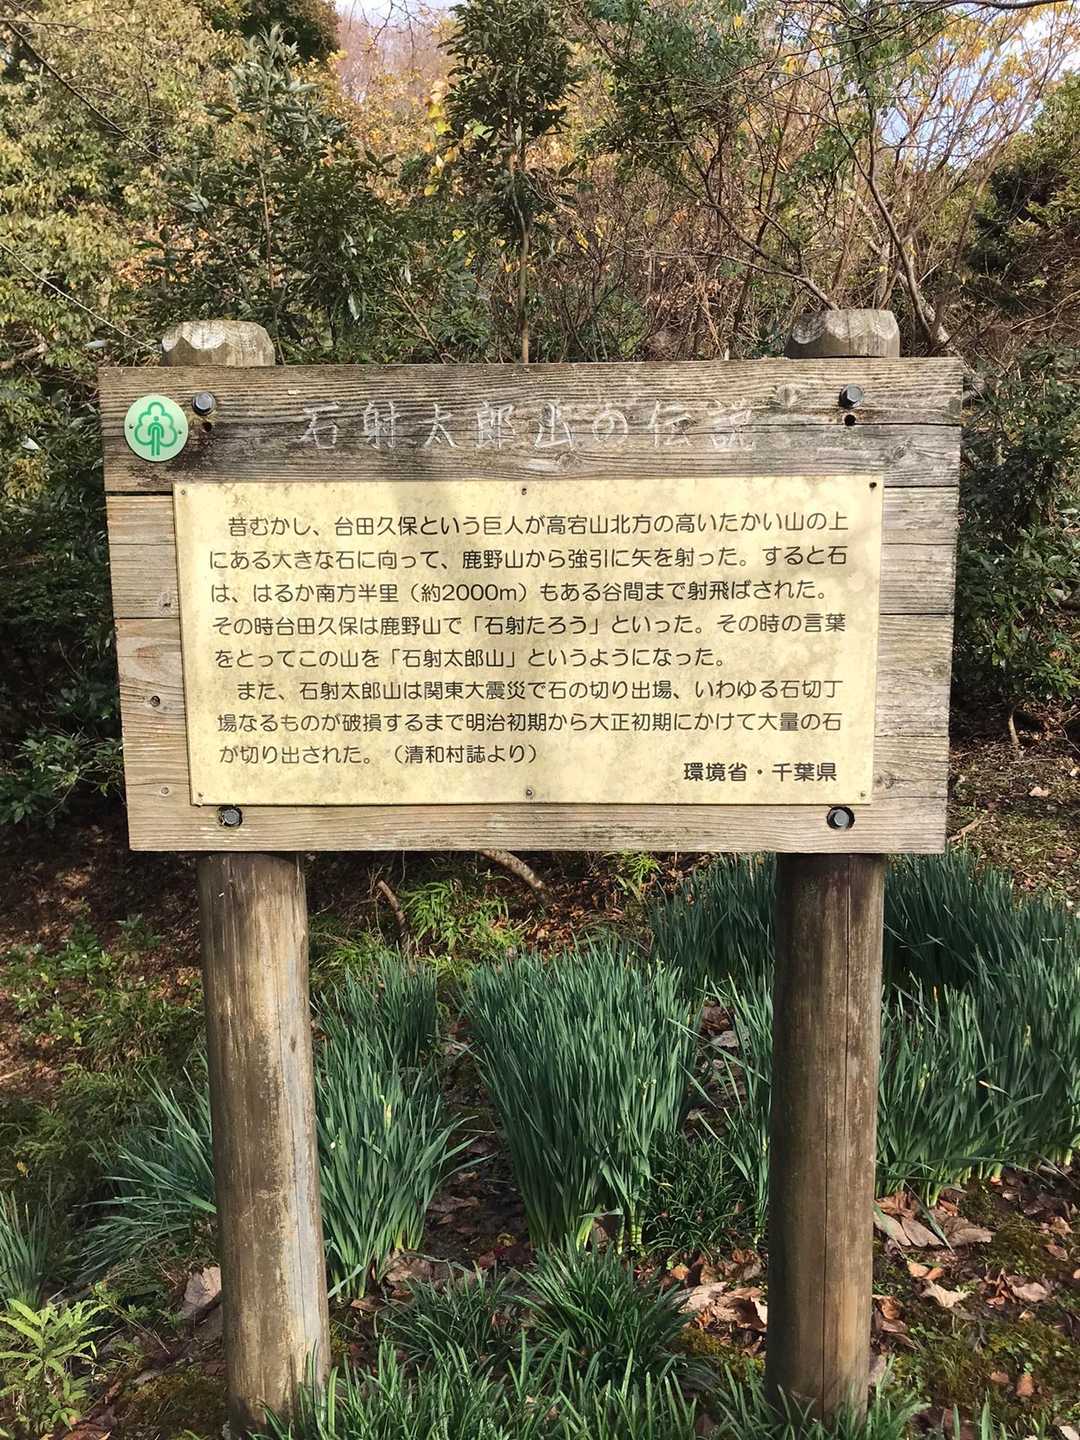 石射太郎山の伝説
昔むかし、台田久保という巨人が高宕山北方の高いたかい山の上
にある大きな石に向って、鹿野山から強引に矢を射った。すると石
は、はるか南方半里（約2000m）もある谷間まで射飛ばされた。
その時台田久保は鹿野山で「石射たろう」といった。その時の言葉
をとってこの山を「石射太郎山」というようになった。
また、石射太郎山は関東大震災で石の切り出場、いわゆる石切丁
場なるものが破損するまで明治初期から大正初期にかけて大量の石
が切り出された。（清和村誌より）
環境省・千葉県